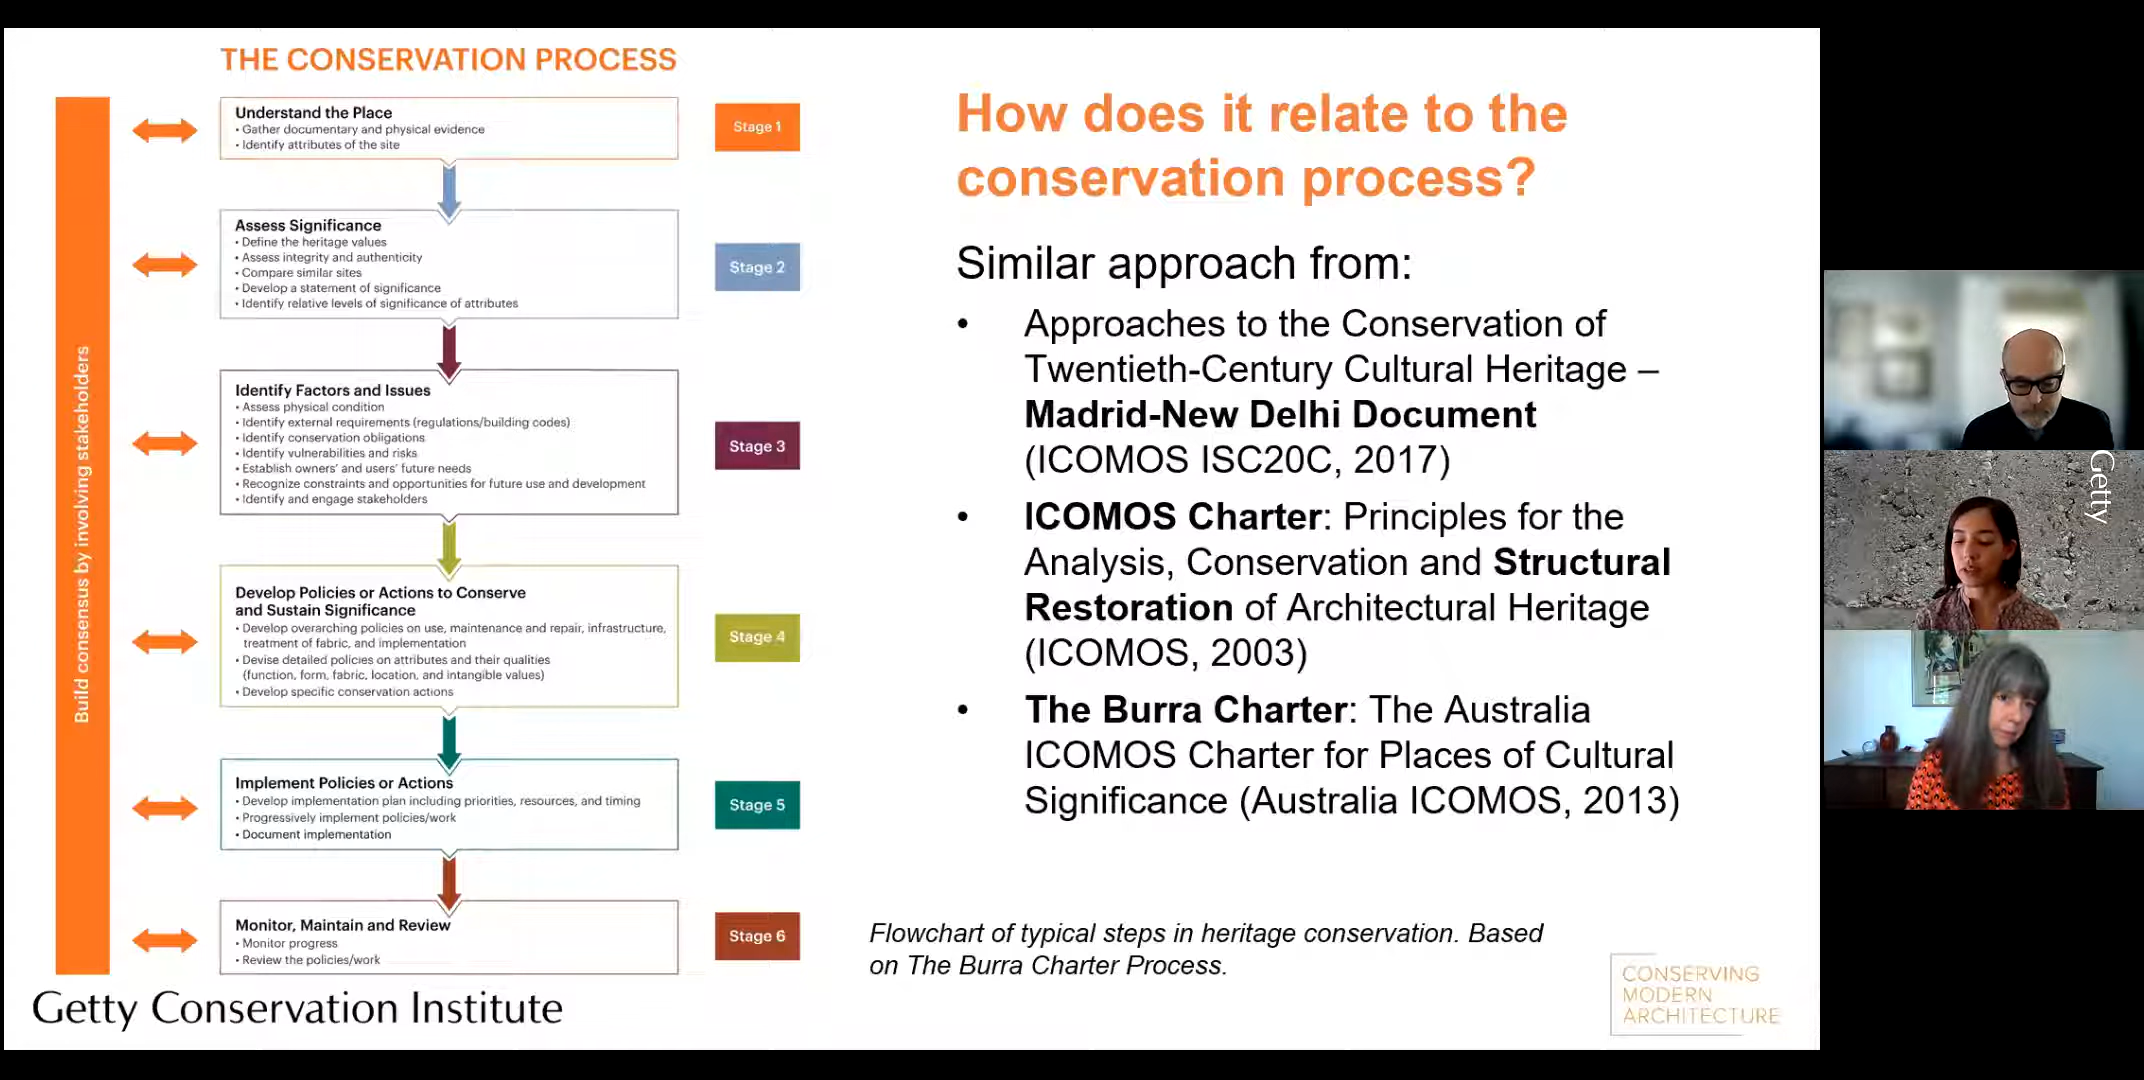 THE CONSERVATION PROCESS
Build consensus by involving stakeholders
Understand the Place
• Gather documentary and physical evidence
• Identify attributes of the site
Stage 1
Assess Significance
• Define the heritage values
• Assess integrity and authenticity
• Compare similar sites
• Develop a statement of significance
• Identify relative levels of significance of attributes
Stage 2
Identify Factors and Issues
• Assess physical condition
• Identify external requirements (regulations/building codes)
• Identify conservation obligations
• Identify vulnerabilities and risks
• Establish owners' and users' future needs
• Recognize constraints and opportunities for future use and development
• Identify and engage stakeholders
Stage 3
Develop Policies or Actions to Conserve
and Sustain Significance
• Develop overarching policies on use, maintenance and repair, infrastructure,
treatment of fabric, and implementation
• Devise detailed policies on attributes and their qualities
(function, form, fabric, location, and intangible values)
• Develop specific conservation actions
Stage 4
Implement Policies or Actions
• Develop implementation plan including priorities, resources, and timing
• Progressively implement policies/work
• Document implementation
Stage 5
Monitor, Maintain and Review
• Monitor progress
• Review the policies/work
Stage 6
Getty Conservation Institute
How does it relate to the
conservation process?
Similar approach from:
• Approaches to the Conservation of
Twentieth-Century Cultural Heritage –
Madrid-New Delhi Document
(ICOMOS ISC20C, 2017)
• ICOMOS Charter: Principles for the
Analysis, Conservation and Structural
Restoration of Architectural Heritage
(ICOMOS, 2003)
• The Burra Charter: The Australia
ICOMOS Charter for Places of Cultural
Significance (Australia ICOMOS, 2013)
Flowchart of typical steps in heritage conservation. Based
on The Burra Charter Process.
CONSERVING
MODERN
ARCHITECTURE
Getty